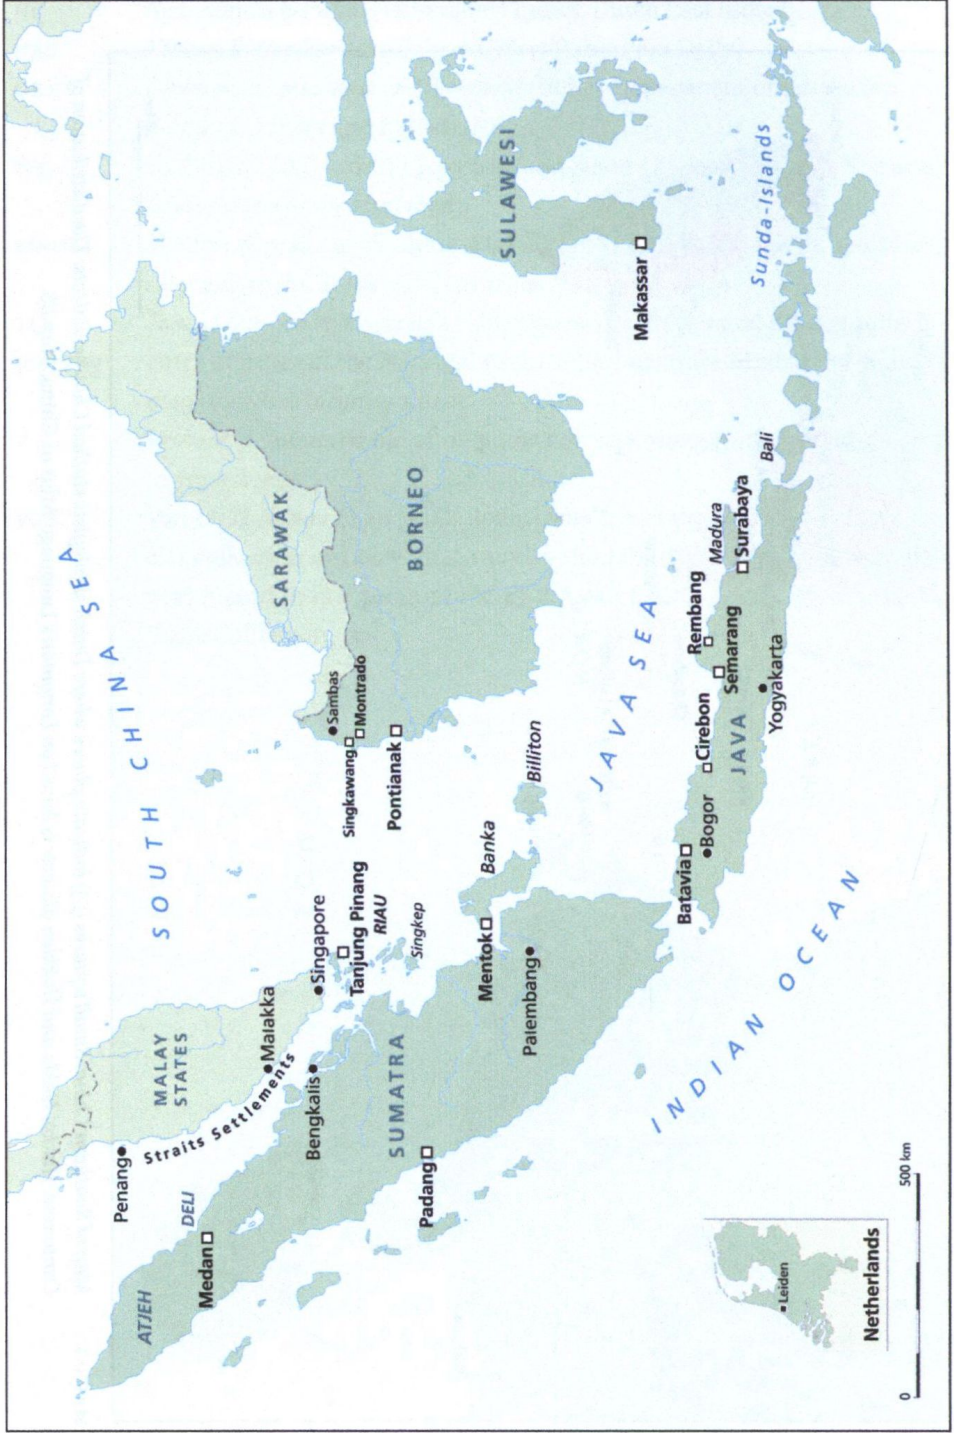 SOUTH CHINA SEA
MALAY
STATES
Penang
Straits Settlements
Malakka
Singapore
Tanjung Pinang
RIAU
Singkep
ATJEH
DELI
Medan
Bengkalis
SUMATRA
Padang
Mentok
Banka
Billiton
Palembang
SARAWAK
BORNEO
Sambas
Montrado
Singkawang
Pontianak
SULAWESI
Makassar
Sunda-Islands
JAVA SEA
Batavia
Bogor
Cirebon
JAVA
Semarang
Rembang
Yogyakarta
Madura
Surabaya
Bali
INDIAN OCEAN
Leiden
Netherlands
0 500 km